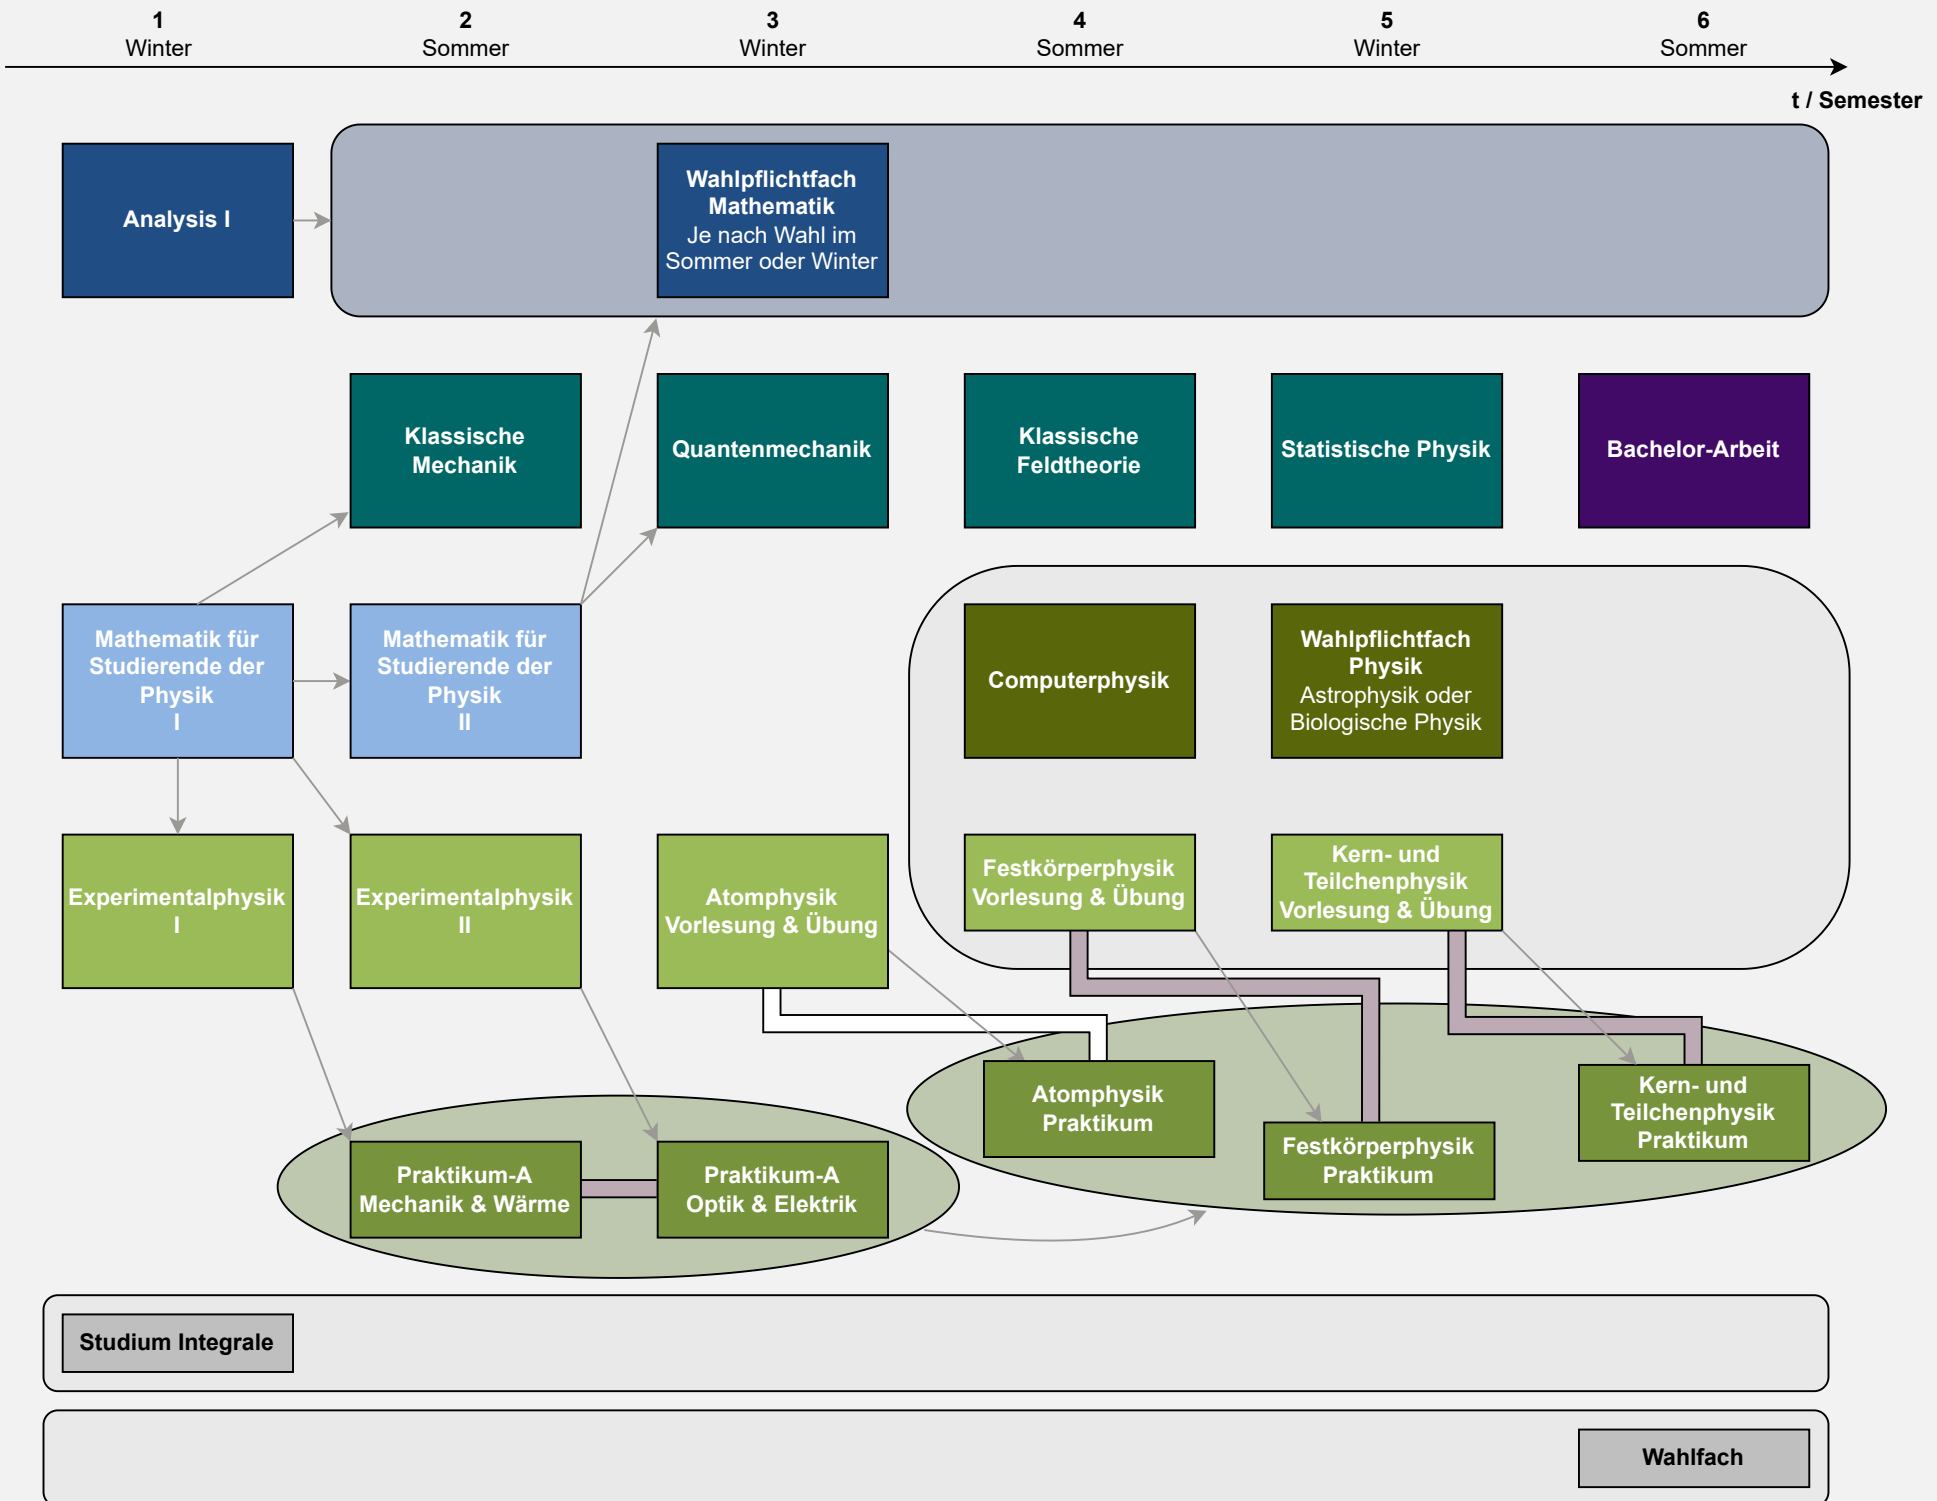 1
Winter
2
Sommer
3
Winter
4
Sommer
5
Winter
6
Sommer
t / Semester
Analysis I
Wahlpflichtfach
Mathematik
Je nach Wahl im
Sommer oder Winter
Klassische
Mechanik
Quantenmechanik
Klassische
Feldtheorie
Statistische Physik
Bachelor-Arbeit
Mathematik für
Studierende der
Physik
I
Mathematik für
Studierende der
Physik
II
Computerphysik
Wahlpflichtfach
Physik
Astrophysik oder
Biologische Physik
Experimentalphysik
I
Experimentalphysik
II
Atomphysik
Vorlesung & Übung
Festkörperphysik
Vorlesung & Übung
Kern- und
Teilchenphysik
Vorlesung & Übung
Atomphysik
Praktikum
Festkörperphysik
Praktikum
Kern- und
Teilchenphysik
Praktikum
Praktikum-A
Mechanik & Wärme
Praktikum-A
Optik & Elektrik
Studium Integrale
Wahlfach